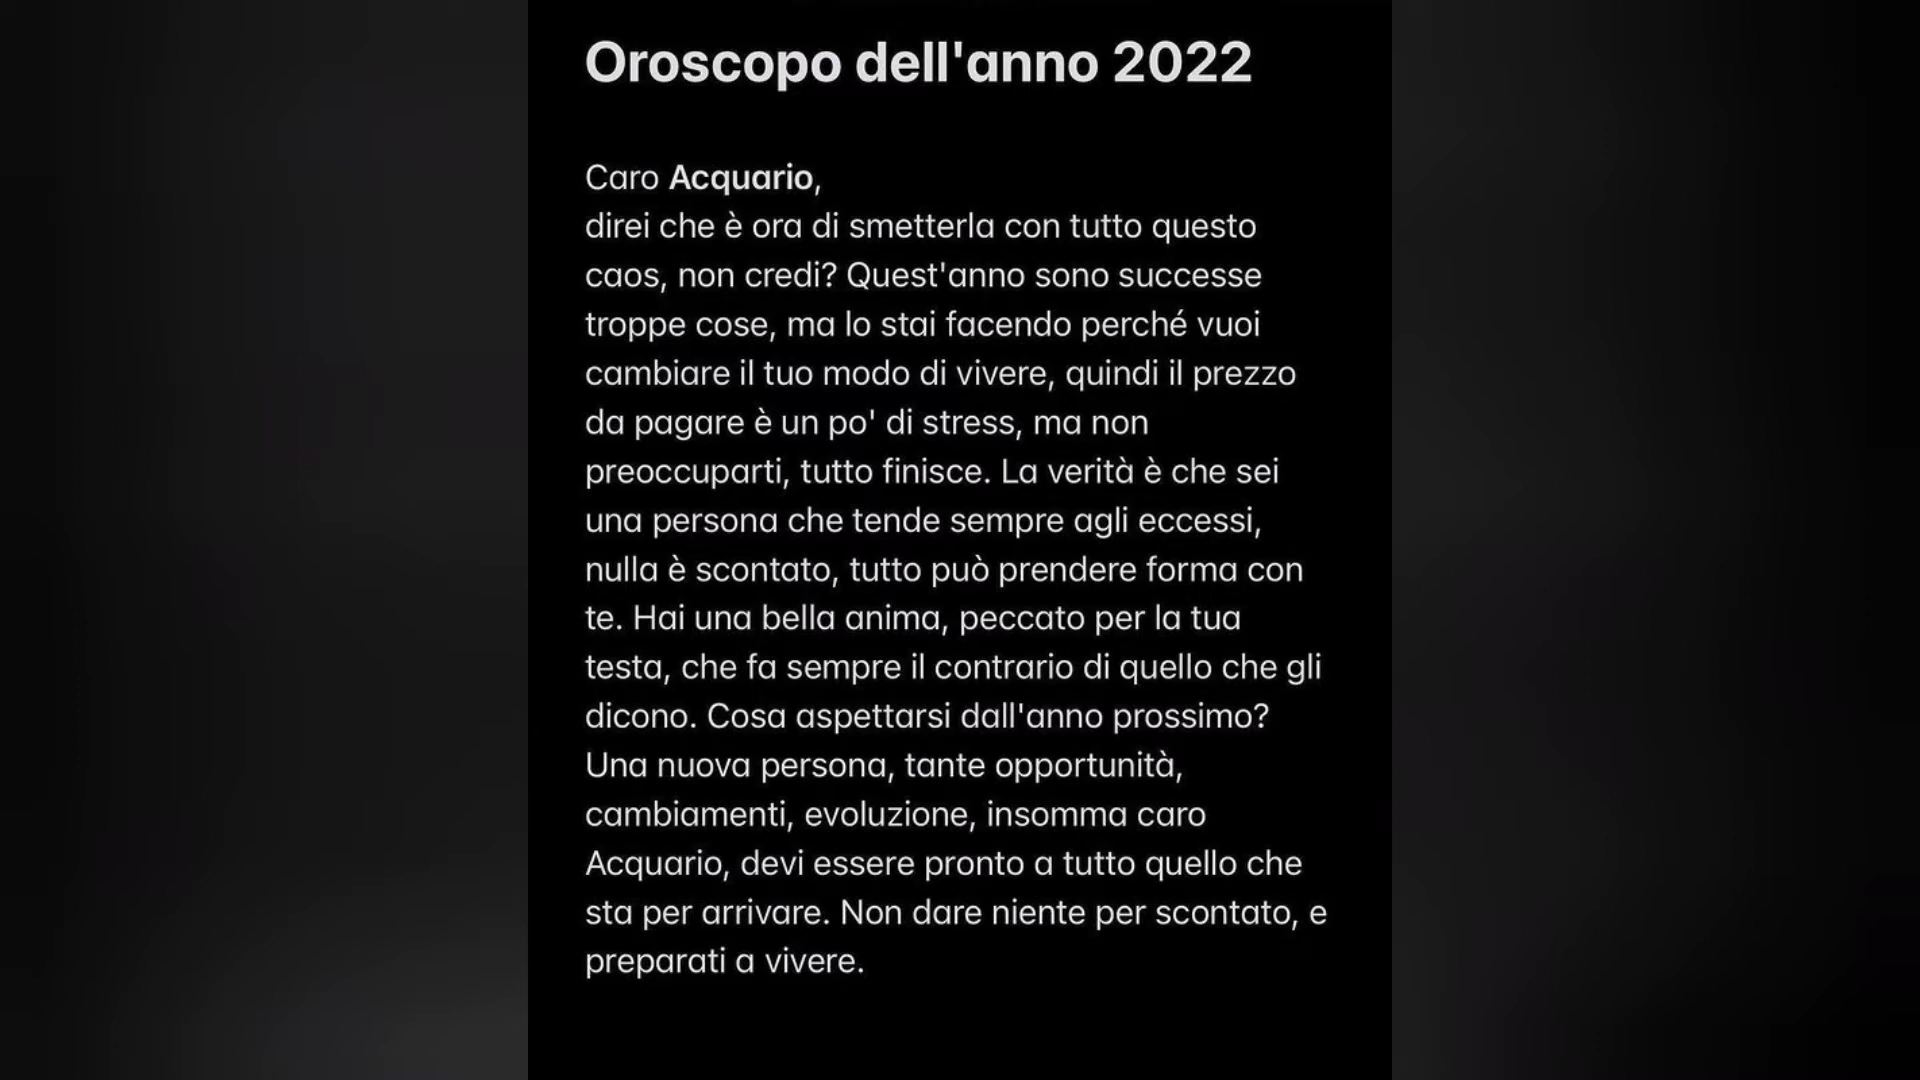 Oroscopo dell'anno 2022
Caro Acquario,
direi che è ora di smetterla con tutto questo
caos, non credi? Quest'anno sono successe
troppe cose, ma lo stai facendo perché vuoi
cambiare il tuo modo di vivere, quindi il prezzo
da pagare è un po' di stress, ma non
preoccuparti, tutto finisce. La verità è che sei
una persona che tende sempre agli eccessi,
nulla è scontato, tutto può prendere forma con
te. Hai una bella anima, peccato per la tua
testa, che fa sempre il contrario di quello che gli
dicono. Cosa aspettarsi dall'anno prossimo?
Una nuova persona, tante opportunità,
cambiamenti, evoluzione, insomma caro
Acquario, devi essere pronto a tutto quello che
sta per arrivare. Non dare niente per scontato, e
preparati a vivere.